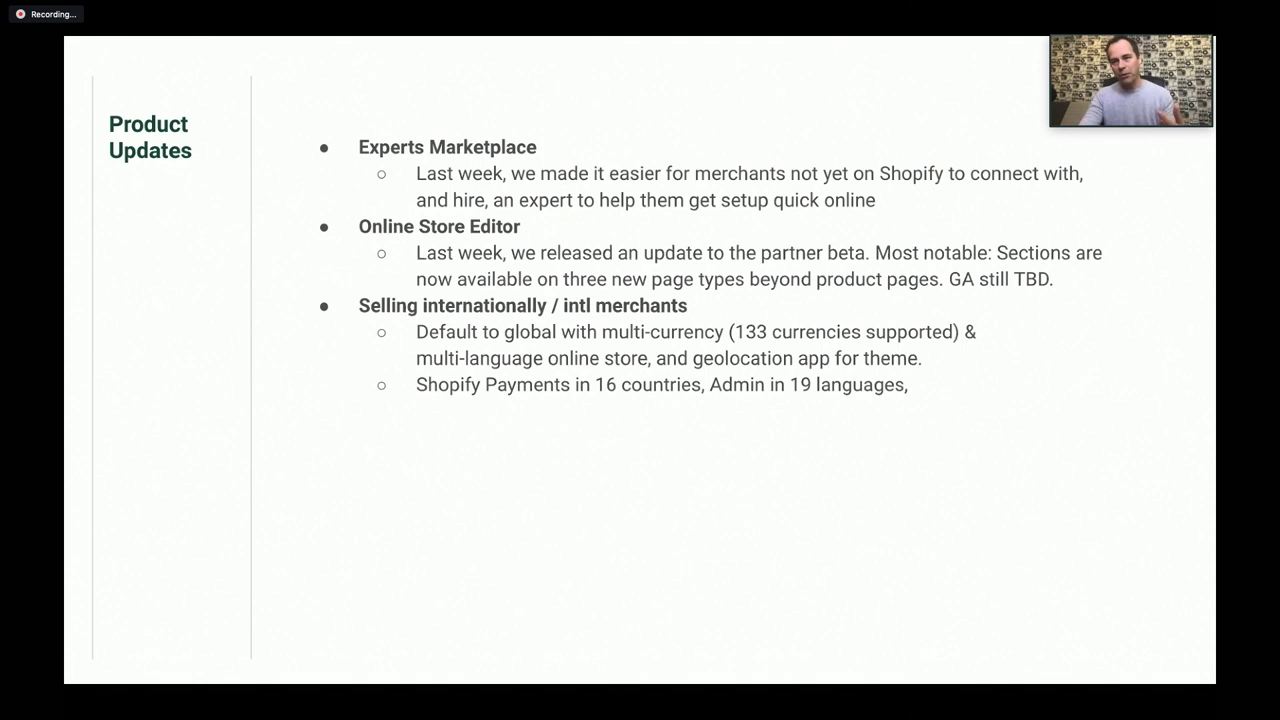 Recording...
Product
Updates
● Experts Marketplace
○ Last week, we made it easier for merchants not yet on Shopify to connect with,
and hire, an expert to help them get setup quick online
● Online Store Editor
○ Last week, we released an update to the partner beta. Most notable: Sections are
now available on three new page types beyond product pages. GA still TBD.
● Selling internationally / intl merchants
○ Default to global with multi-currency (133 currencies supported) &
multi-language online store, and geolocation app for theme.
○ Shopify Payments in 16 countries, Admin in 19 languages,